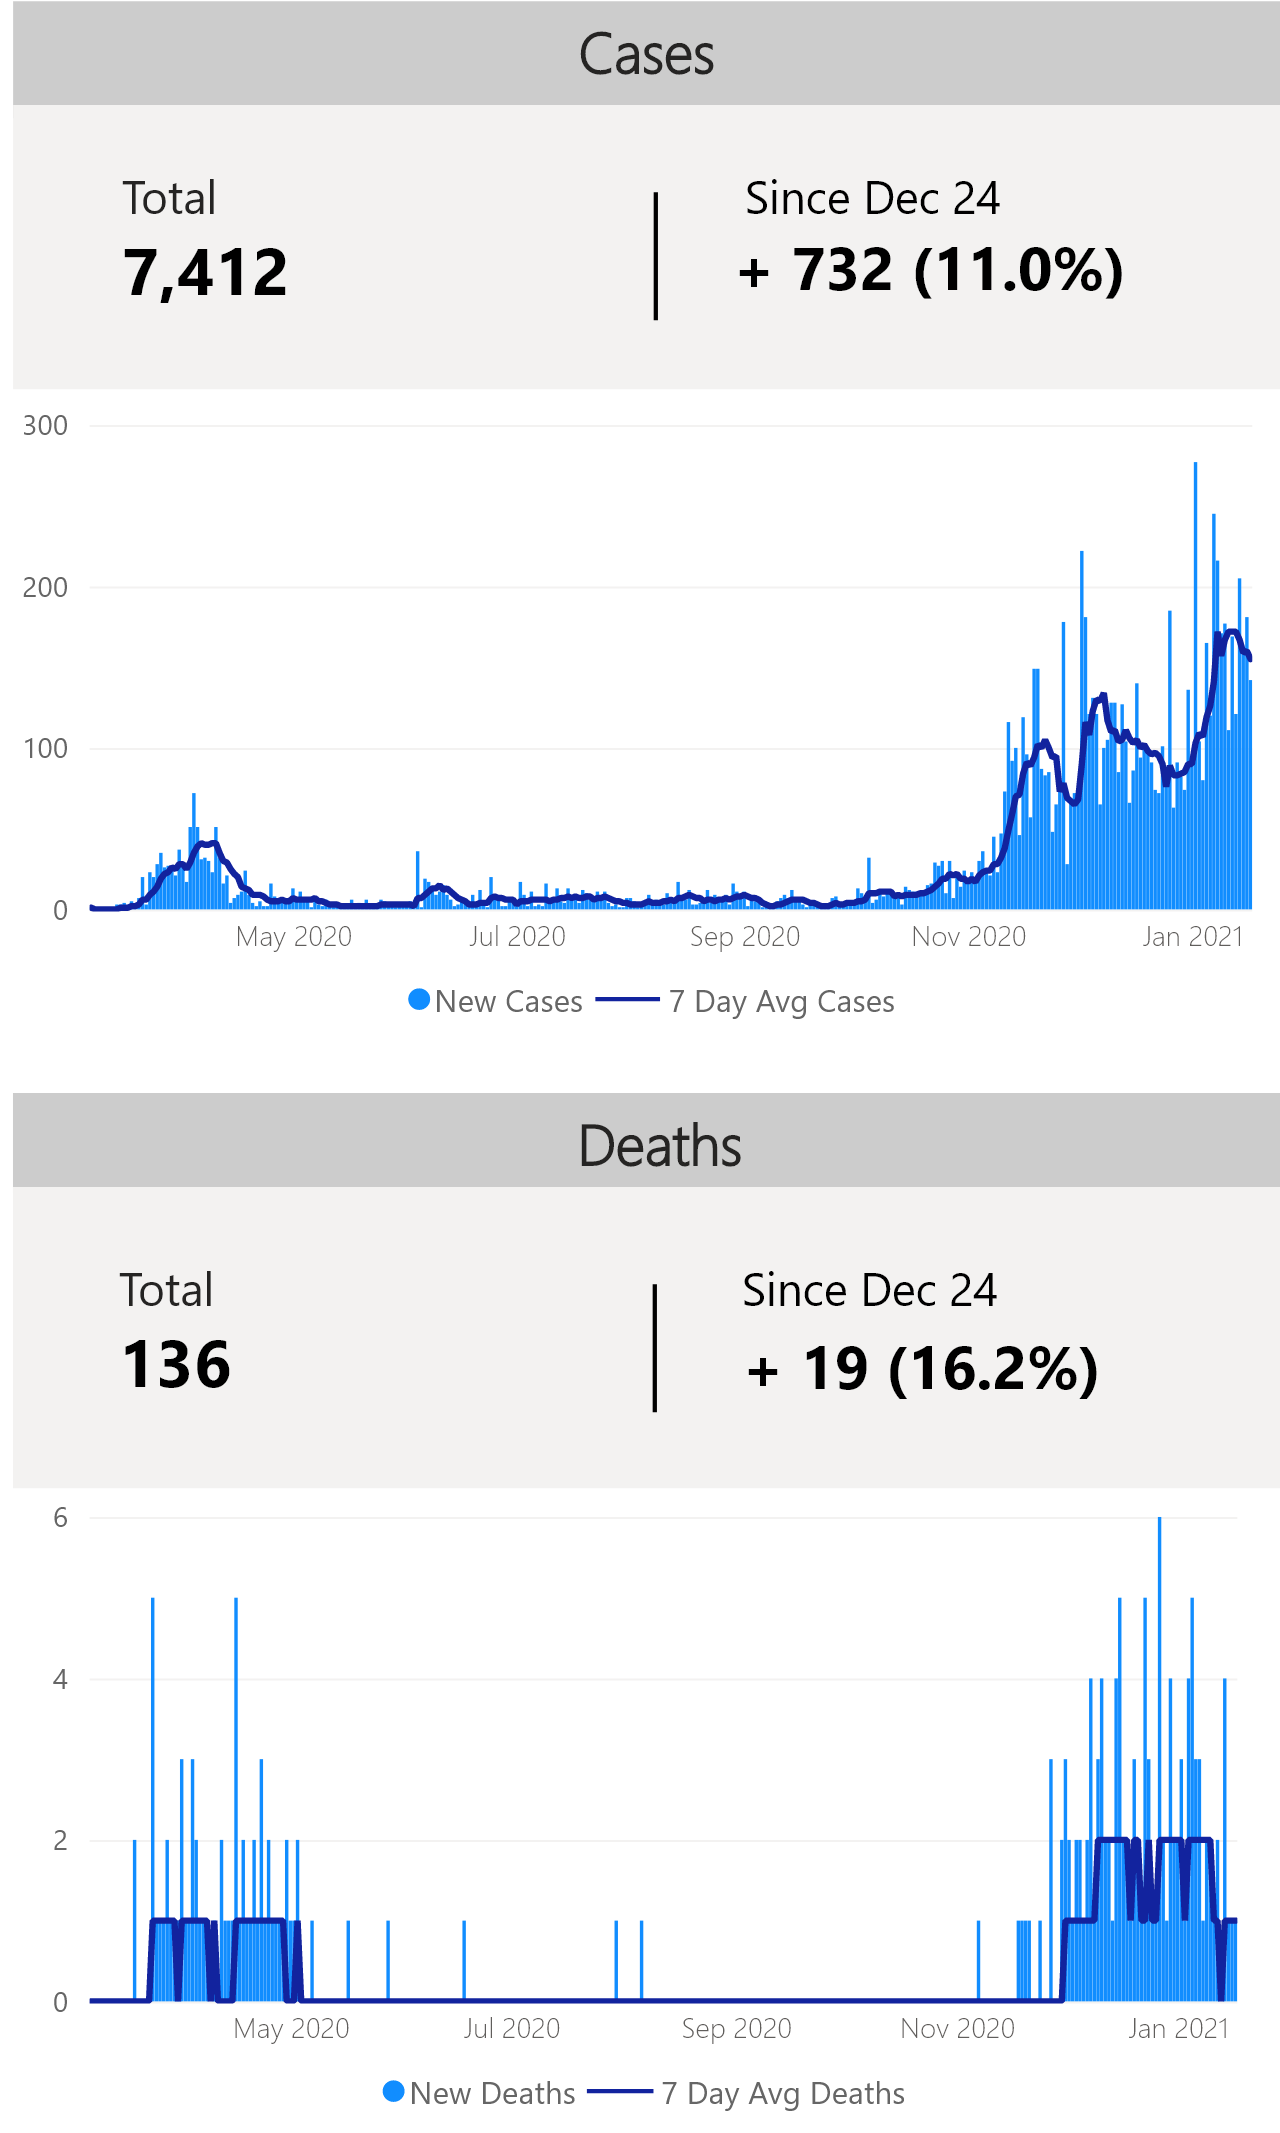 Cases
Total
Since Dec 24
7,412
+ 732 (11.0%)
300
200
100
0
May 2020
Jul 2020
Sep 2020
Nov 2020
Jan 2021
New Cases
7 Day Avg Cases
Deaths
Total
Since Dec 24
136
+ 19 (16.2%)
6
4
2
0
May 2020
Jul 2020
Sep 2020
Nov 2020
Jan 2021
New Deaths
7 Day Avg Deaths